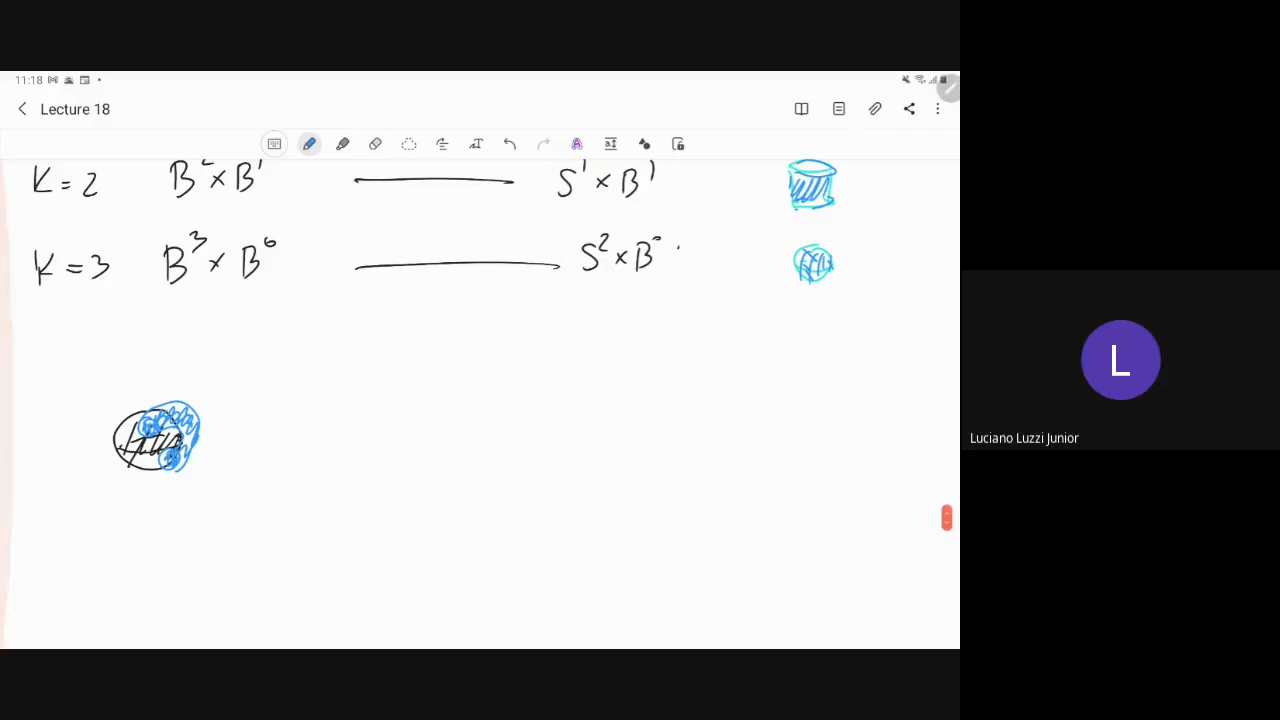 11:18
Lecture 18
K = 2 B² × B¹ S¹ × B¹
K = 3 B³ × B⁰ S² × B⁰
L
Luciano Luzzi Junior